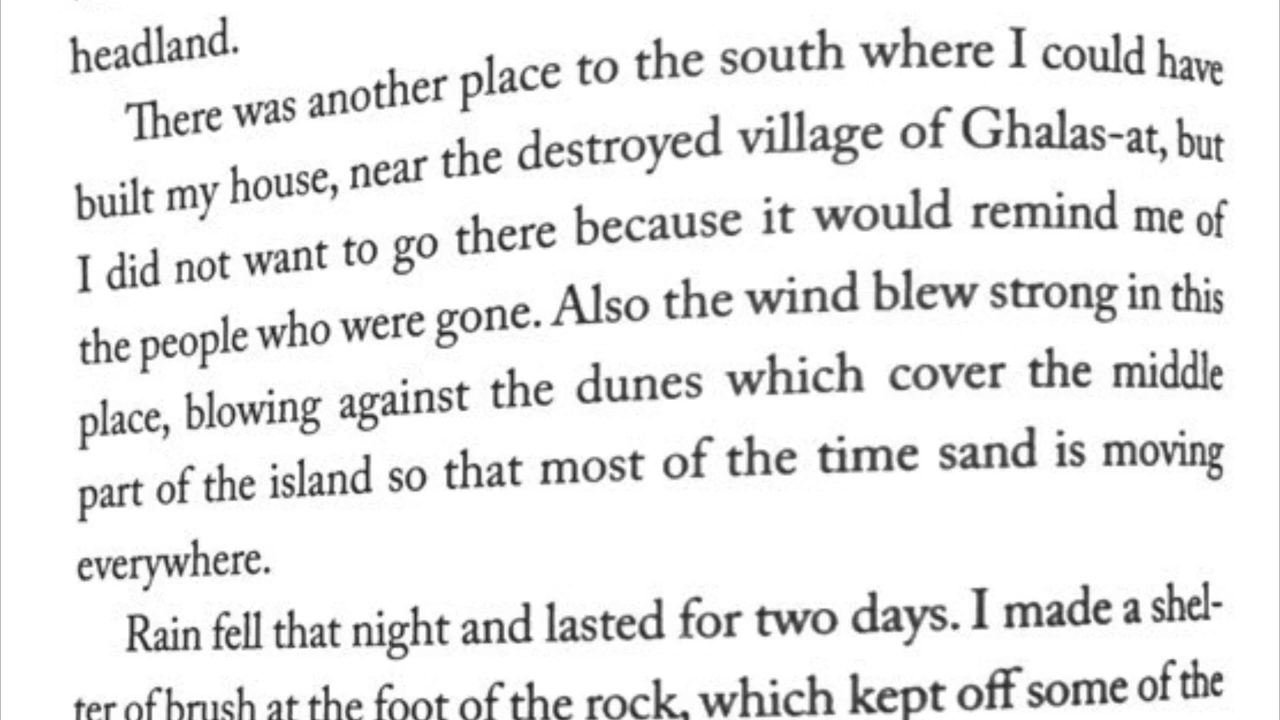 headland.
There was another place to the south where I could have
built my house, near the destroyed village of Ghalas-at, but
I did not want to go there because it would remind me of
the people who were gone. Also the wind blew strong in this
place, blowing against the dunes which cover the middle
part of the island so that most of the time sand is moving
everywhere.
Rain fell that night and lasted for two days. I made a shel-
ter of brush at the foot of the rock, which kept off some of the